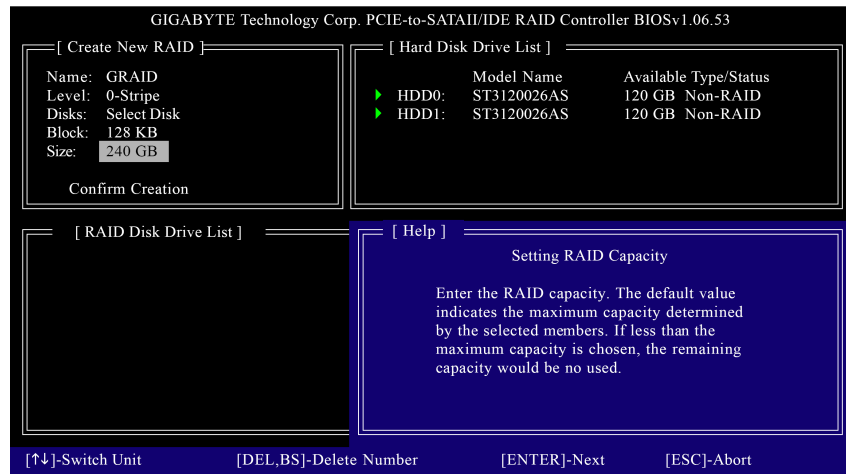 GIGABYTE Technology Corp. PCIE-to-SATAII/IDE RAID Controller BIOSv1.06.53
[ Create New RAID ]
Name: GRAID
Level: 0-Stripe
Disks: Select Disk
Block: 128 KB
Size: 240 GB
Confirm Creation
[ Hard Disk Drive List ]
Model Name Available Type/Status
HDD0: ST3120026AS 120 GB Non-RAID
HDD1: ST3120026AS 120 GB Non-RAID
[ RAID Disk Drive List ]
[ Help ]
Setting RAID Capacity
Enter the RAID capacity. The default value
indicates the maximum capacity determined
by the selected members. If less than the
maximum capacity is chosen, the remaining
capacity would be no used.
[↑↓]-Switch Unit [DEL,BS]-Delete Number [ENTER]-Next [ESC]-Abort